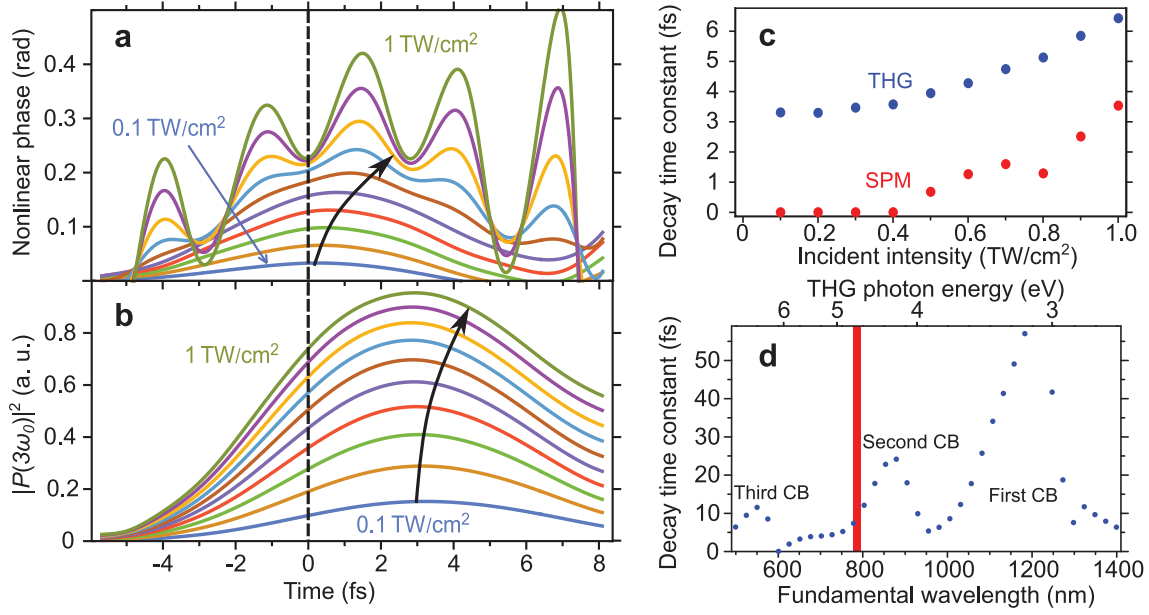 a
1 TW/cm²
0.1 TW/cm²
Nonlinear phase (rad)
0.4
0.3
0.2
0.1
0
b
1 TW/cm²
0.1 TW/cm²
|P(3ω₀)|² (a. u.)
0.8
0.6
0.4
0.2
0
-4 -2 0 2 4 6 8
Time (fs)
c
THG
SPM
Decay time constant (fs)
6
5
4
3
2
1
0
0 0.2 0.4 0.6 0.8 1.0
Incident intensity (TW/cm²)
THG photon energy (eV)
6 5 4 3
d
Second CB
Third CB
First CB
Decay time constant (fs)
50
40
30
20
10
0
600 800 1000 1200 1400
Fundamental wavelength (nm)